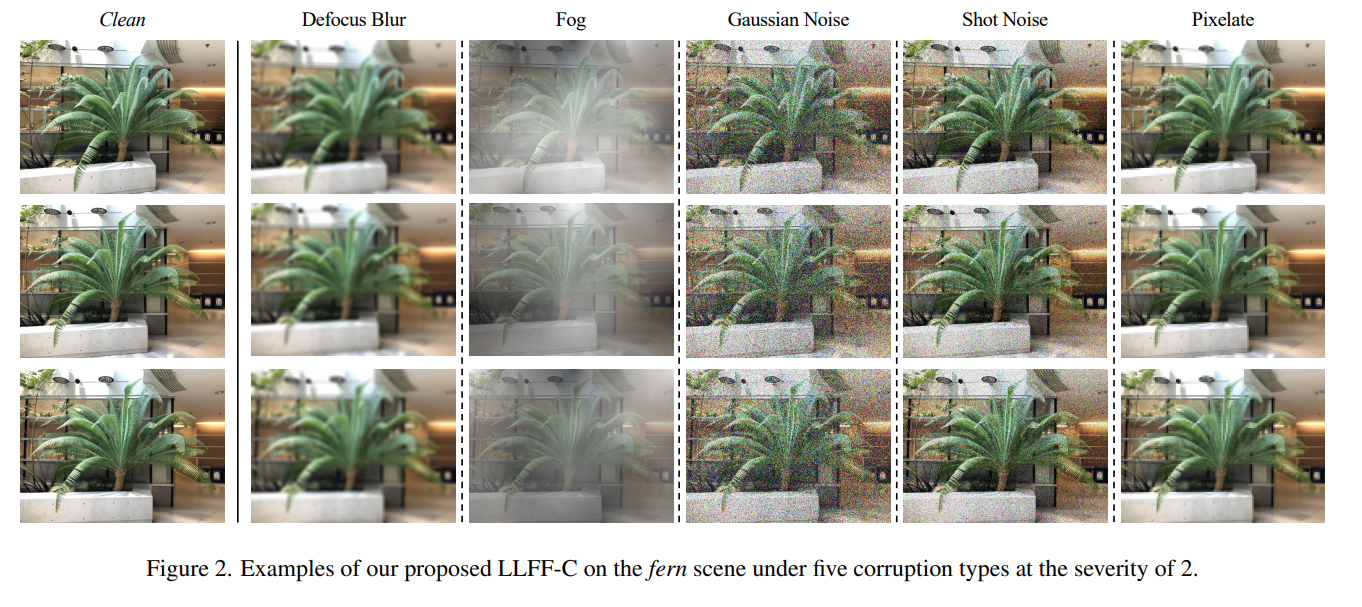 Clean Defocus Blur Fog Gaussian Noise Shot Noise Pixelate
Figure 2. Examples of our proposed LLFF-C on the fern scene under five corruption types at the severity of 2.